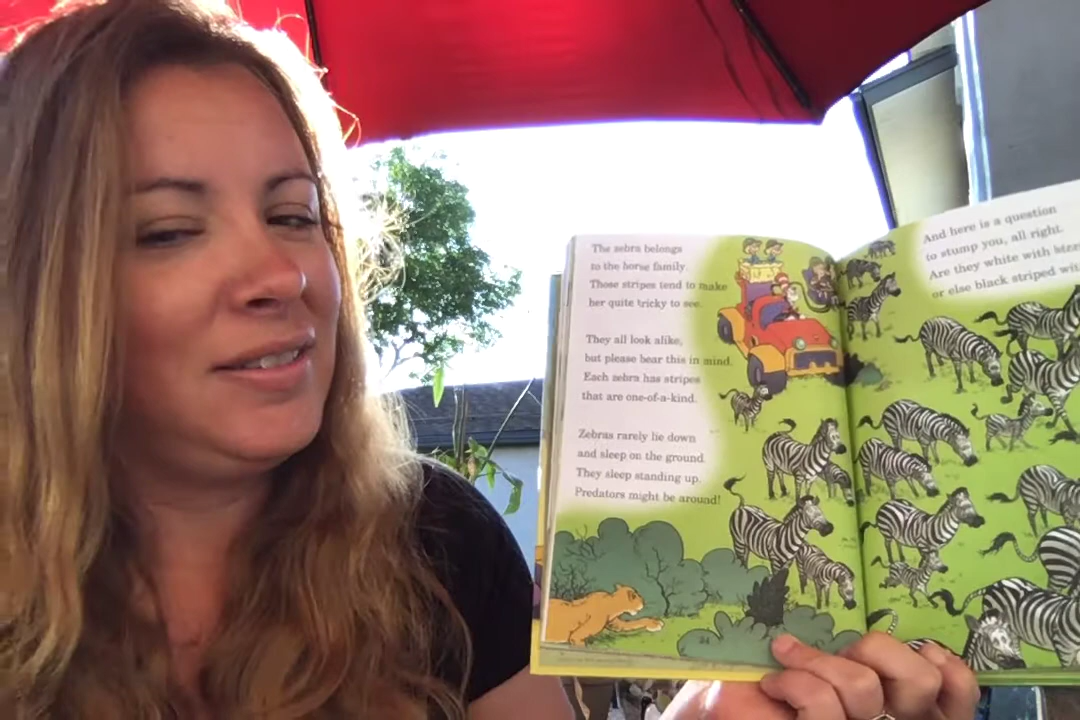 The zebra belongs
to the horse family.
Those stripes tend to make
her quite tricky to see.
They all look alike,
but please bear this in mind.
Each zebra has stripes
that are one-of-a-kind.
Zebras rarely lie down
and sleep on the ground.
They sleep standing up.
Predators might be around!
24
And here is a question
to stump you, all right.
Are they white with
or else black striped